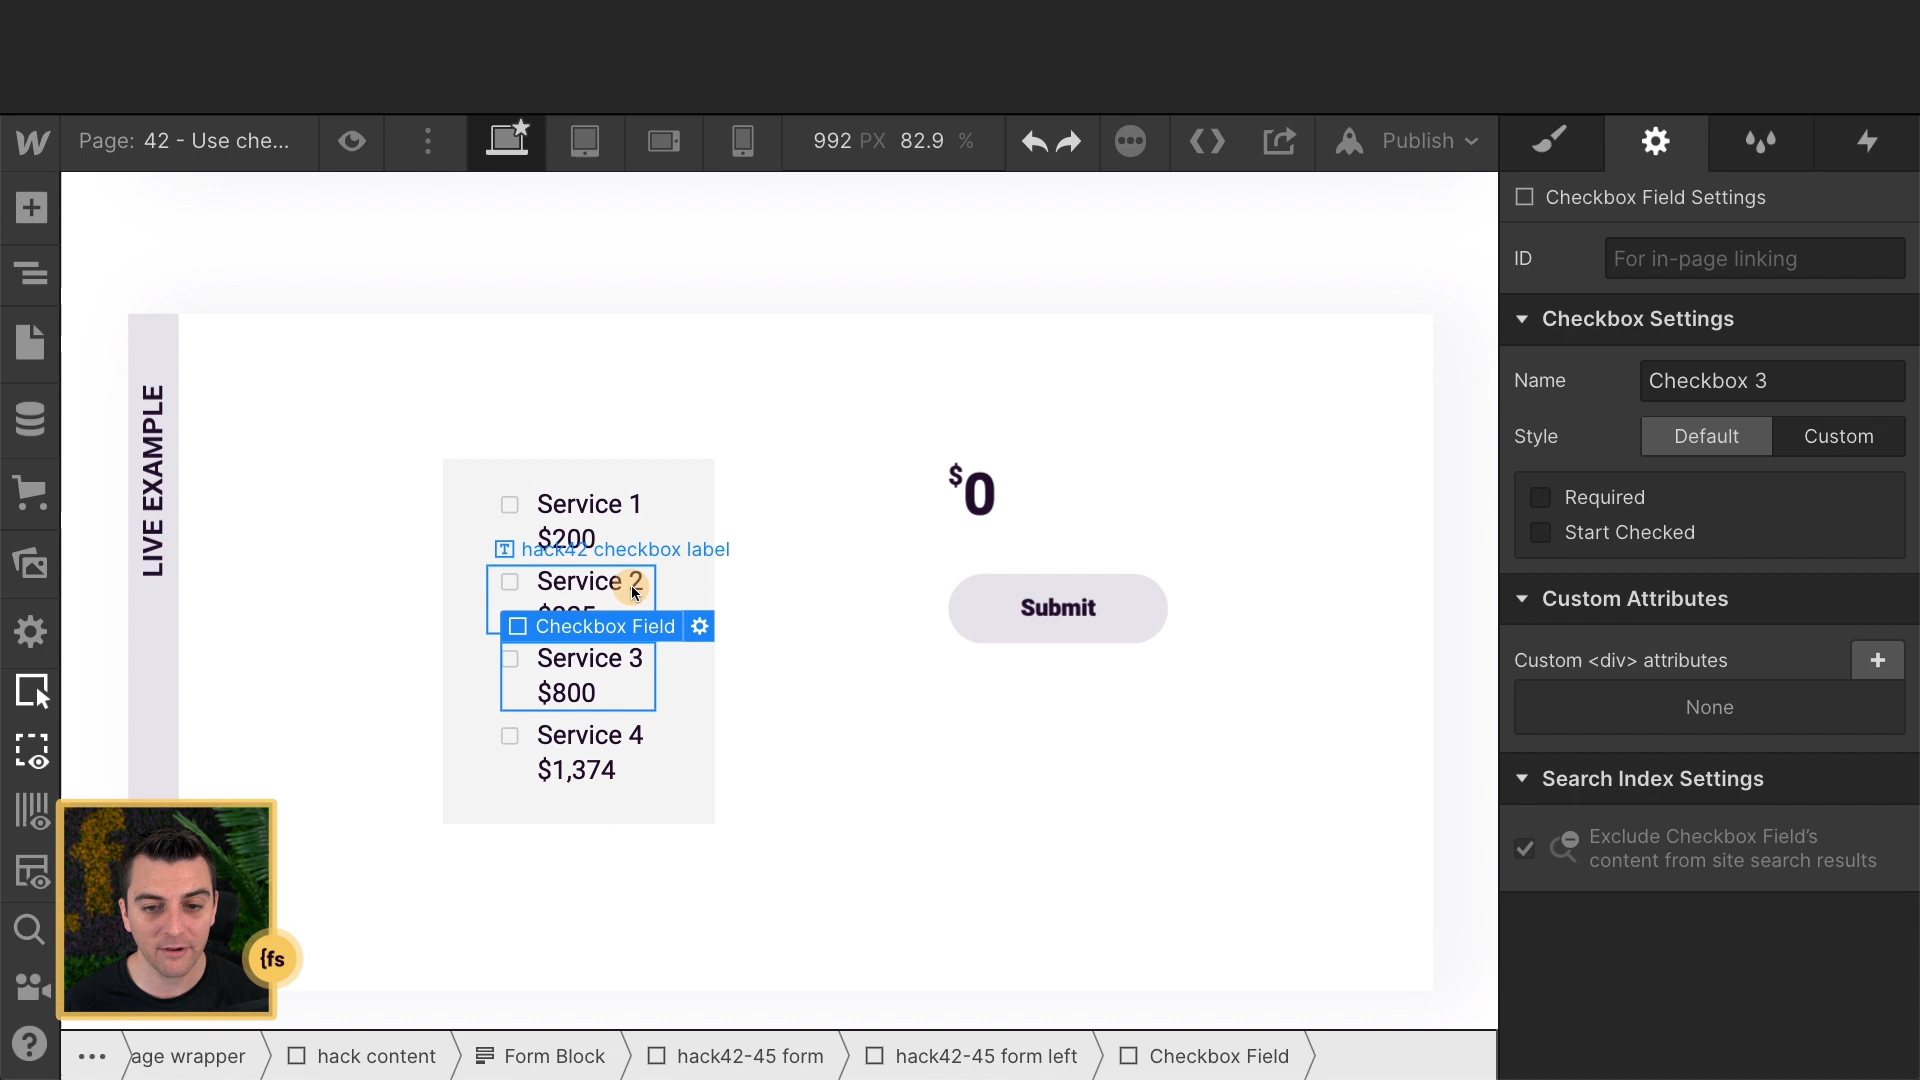 Page: 42 - Use che...
992 PX 82.9 %
Publish
Checkbox Field Settings
ID
For in-page linking
Checkbox Settings
Name
Checkbox 3
Style
Default
Custom
Required
Start Checked
Custom Attributes
Custom <div> attributes
None
Search Index Settings
Exclude Checkbox Field's
content from site search results
LIVE EXAMPLE
Service 1
$200
hack42 checkbox label
Service 2
Checkbox Field
Service 3
$800
Service 4
$1,374
$0
Submit
{fs
age wrapper
hack content
Form Block
hack42-45 form
hack42-45 form left
Checkbox Field